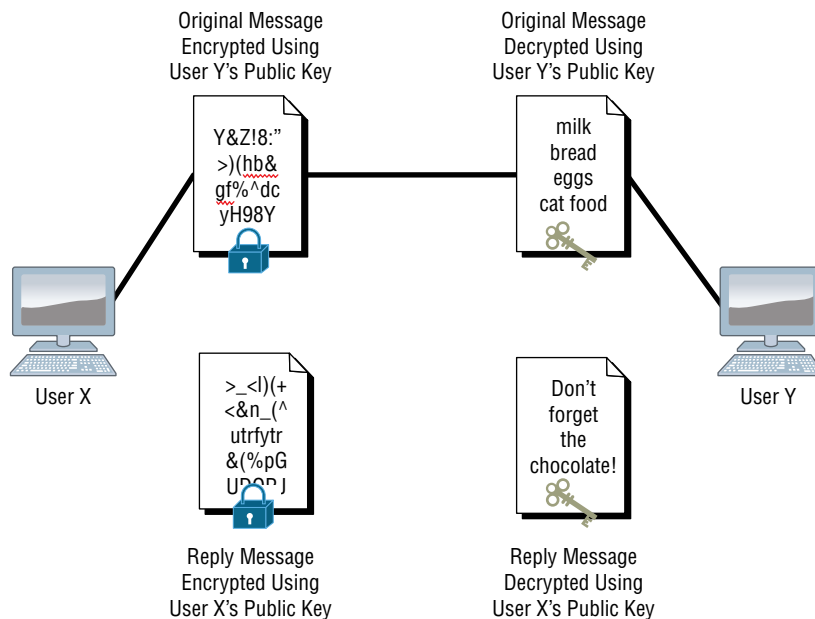 Original Message
Encrypted Using
User Y's Public Key
Original Message
Decrypted Using
User Y's Public Key
Y&Z!8:"
>)(hb&
gf%^dc
yH98Y
milk
bread
eggs
cat food
User X
User Y
>_<l)(+
<&n_(^
utrfytr
&(%pG
Don't
forget
the
chocolate!
Reply Message
Encrypted Using
User X's Public Key
Reply Message
Decrypted Using
User X's Public Key